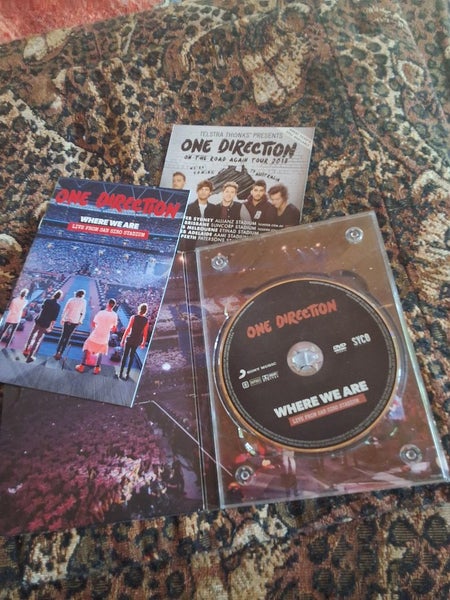 TELSTRA THANKS® PRESENTS
ONE DIRECTION
ON THE ROAD AGAIN TOUR 2015
AUSTRALIA
SYDNEY ALLIANZ STADIUM
BRISBANE SUNCORP STADIUM
MELBOURNE ETIHAD STADIUM
ADELAIDE AAMI STADIUM
PERTH PATERSONS STADIUM
ONE DIRECTION
WHERE WE ARE
LIVE FROM SAN SIRO STADIUM
ONE DIRECTION
SONY MUSIC
DVD
VIDEO
SYCO
WHERE WE ARE
LIVE FROM SAN SIRO STADIUM